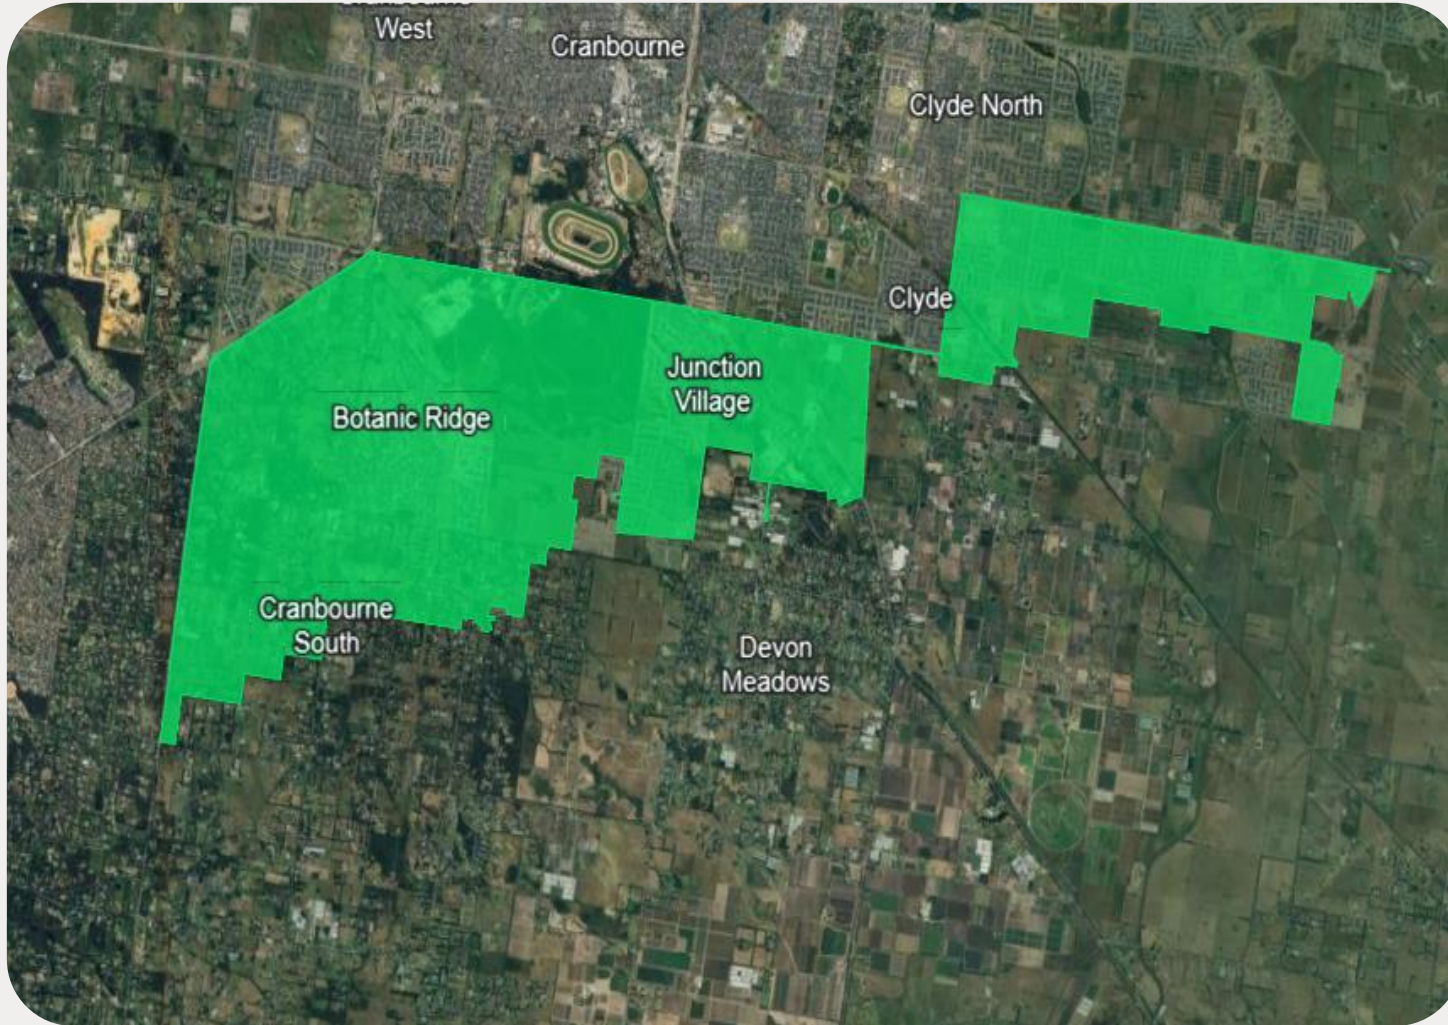 West
Cranbourne
Clyde North
Clyde
Junction
Village
Botanic Ridge
Cranbourne
South
Devon
Meadows